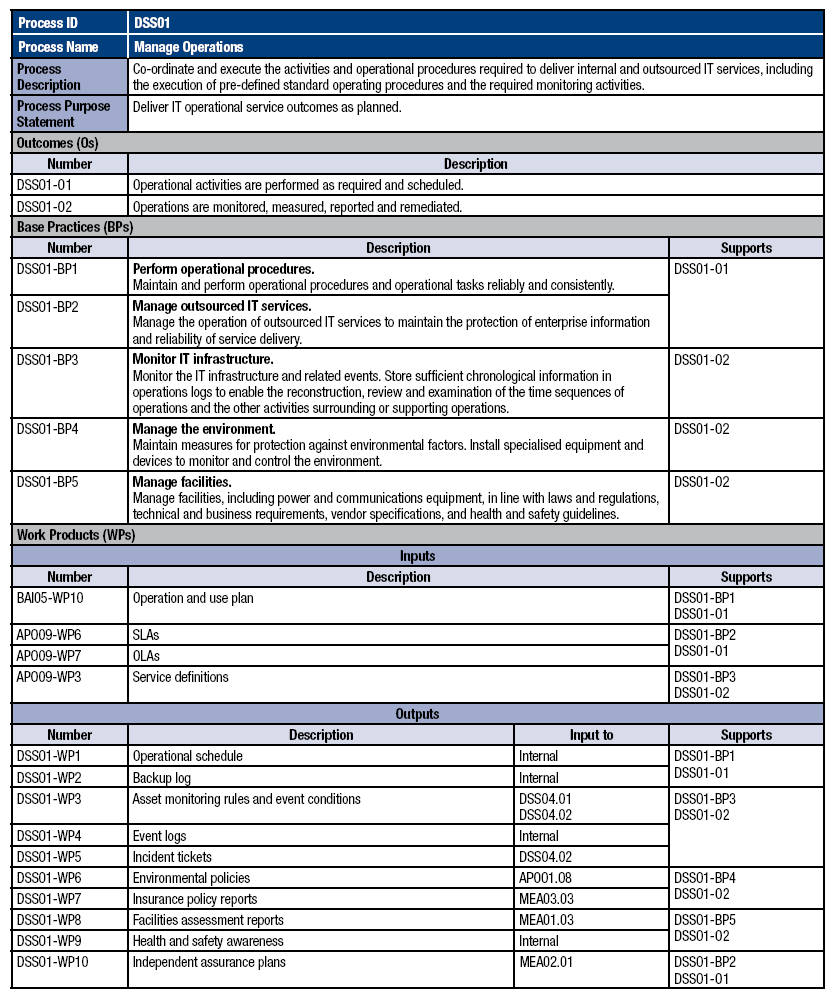 Process ID DSS01
Process Name Manage Operations
Process Description Co-ordinate and execute the activities and operational procedures required to deliver internal and outsourced IT services, including
the execution of pre-defined standard operating procedures and the required monitoring activities.
Process Purpose Statement Deliver IT operational service outcomes as planned.
Outcomes (Os)
Number Description
DSS01-01 Operational activities are performed as required and scheduled.
DSS01-02 Operations are monitored, measured, reported and remediated.
Base Practices (BPs)
Number Description Supports
DSS01-BP1 Perform operational procedures. DSS01-01
Maintain and perform operational procedures and operational tasks reliably and consistently.
DSS01-BP2 Manage outsourced IT services.
Manage the operation of outsourced IT services to maintain the protection of enterprise information
and reliability of service delivery.
DSS01-BP3 Monitor IT infrastructure. DSS01-02
Monitor the IT infrastructure and related events. Store sufficient chronological information in
operations logs to enable the reconstruction, review and examination of the time sequences of
operations and the other activities surrounding or supporting operations.
DSS01-BP4 Manage the environment. DSS01-02
Maintain measures for protection against environmental factors. Install specialised equipment and
devices to monitor and control the environment.
DSS01-BP5 Manage facilities. DSS01-02
Manage facilities, including power and communications equipment, in line with laws and regulations,
technical and business requirements, vendor specifications, and health and safety guidelines.
Work Products (WPs)
Inputs
Number Description Supports
BAI05-WP10 Operation and use plan DSS01-BP1
DSS01-01
APO09-WP6 SLAs DSS01-BP2
APO09-WP7 OLAs DSS01-01
APO09-WP3 Service definitions DSS01-BP3
DSS01-02
Outputs
Number Description Input to Supports
DSS01-WP1 Operational schedule Internal DSS01-BP1
DSS01-WP2 Backup log Internal DSS01-01
DSS01-WP3 Asset monitoring rules and event conditions DSS04.01 DSS01-BP3
DSS04.02 DSS01-02
DSS01-WP4 Event logs Internal
DSS01-WP5 Incident tickets DSS04.02
DSS01-WP6 Environmental policies APO01.08 DSS01-BP4
DSS01-WP7 Insurance policy reports MEA03.03 DSS01-02
DSS01-WP8 Facilities assessment reports MEA01.03 DSS01-BP5
DSS01-WP9 Health and safety awareness Internal DSS01-02
DSS01-WP10 Independent assurance plans MEA02.01 DSS01-BP2
DSS01-01